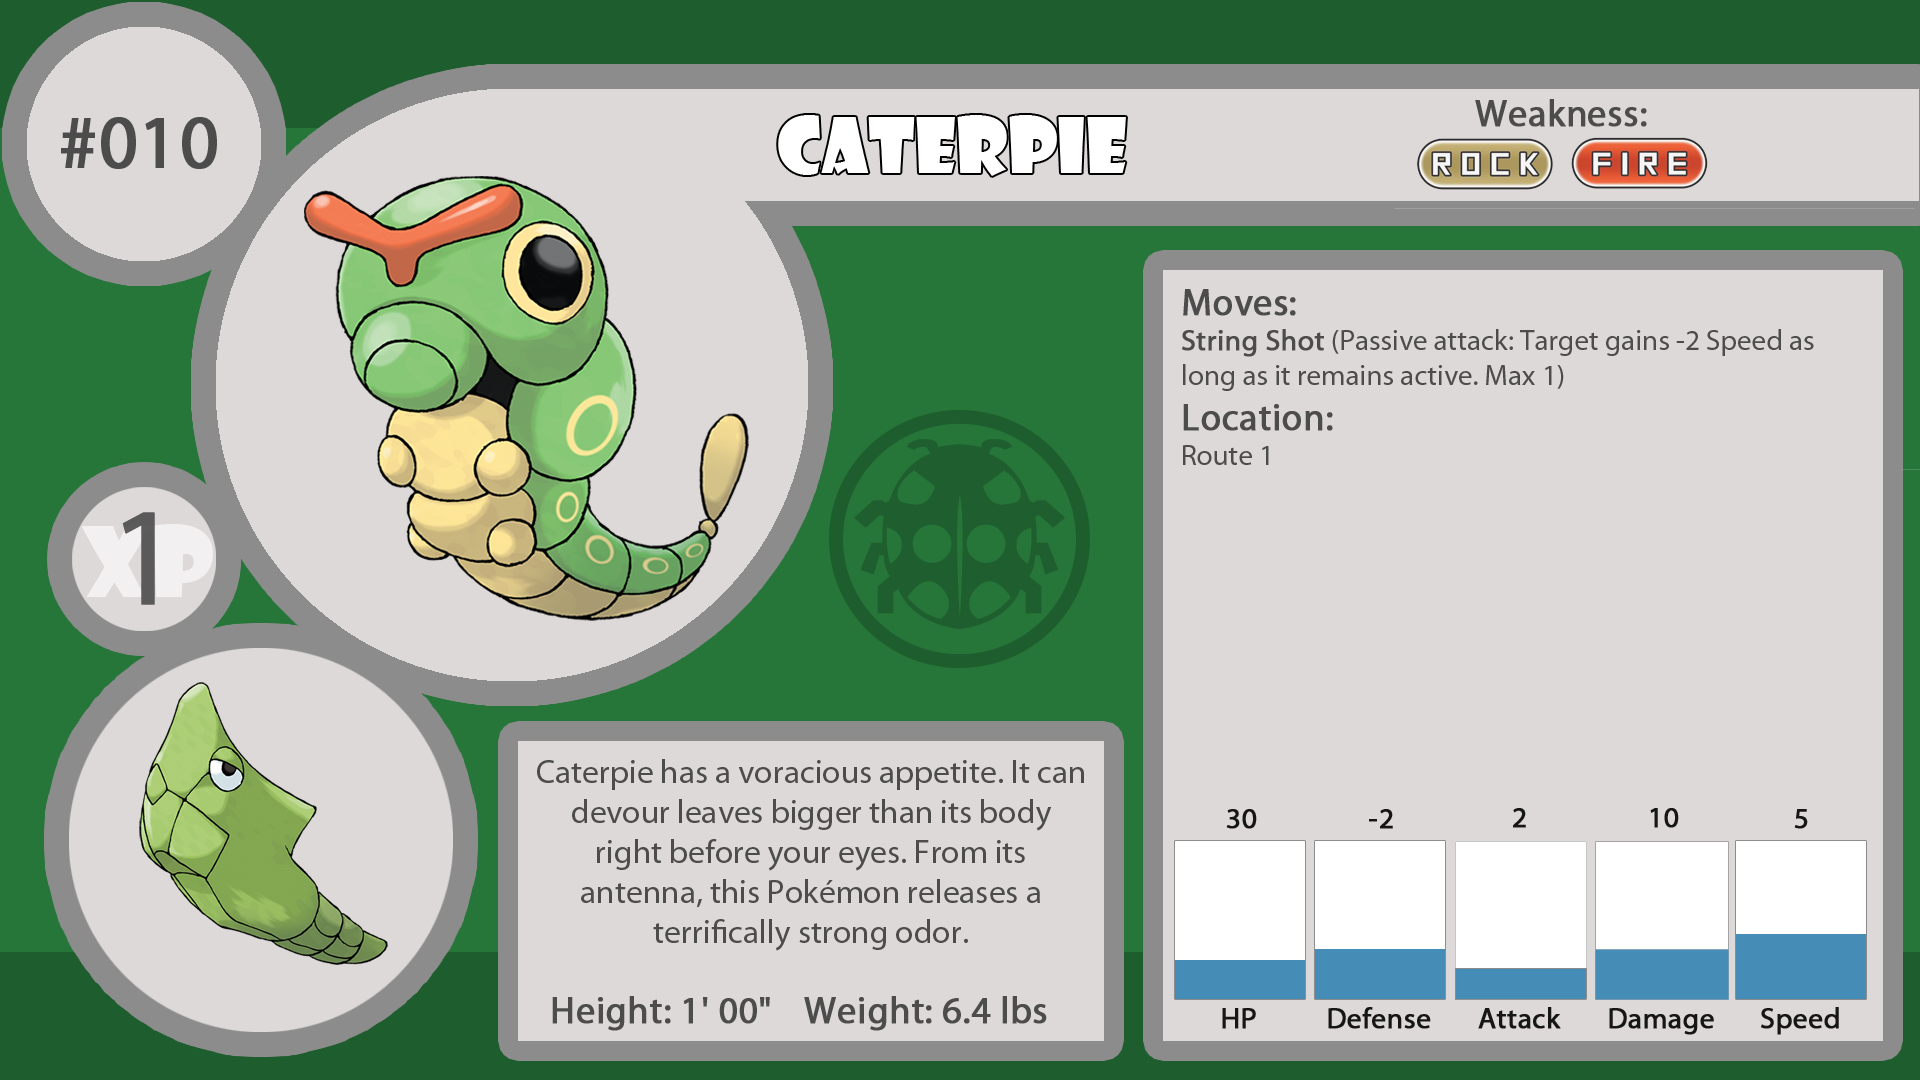 #010
CATERPIE
Weakness:
ROCK FIRE
XP
1
Moves:
String Shot (Passive attack: Target gains -2 Speed as
long as it remains active. Max 1)
Location:
Route 1
Caterpie has a voracious appetite. It can
devour leaves bigger than its body
right before your eyes. From its
antenna, this Pokémon releases a
terrifically strong odor.
Height: 1' 00" Weight: 6.4 lbs
30 -2 2 10 5
HP Defense Attack Damage Speed